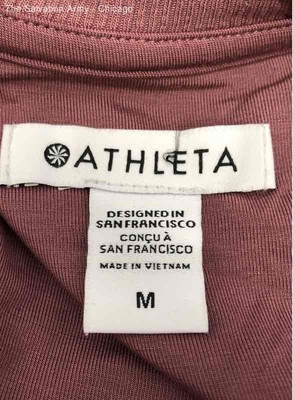 The Salvation Army - Chicago
ATHLETA
DESIGNED IN
SAN FRANCISCO
CONÇU À
SAN FRANCISCO
MADE IN VIETNAM
M